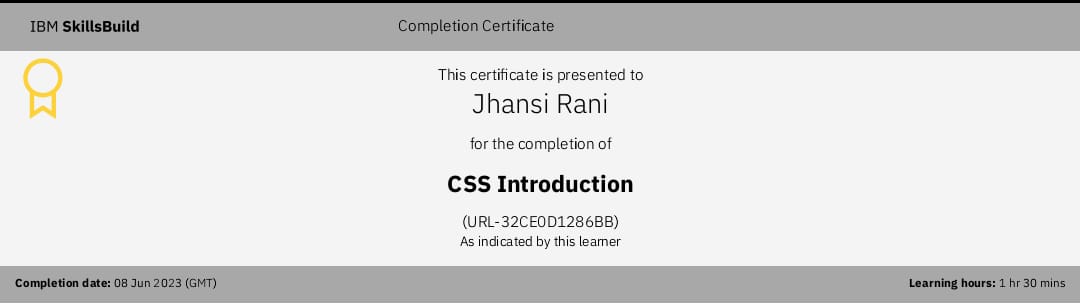 IBM SkillsBuild
Completion Certificate
This certificate is presented to
Jhansi Rani
for the completion of
CSS Introduction
(URL-32CE0D1286BB)
As indicated by this learner
Completion date: 08 Jun 2023 (GMT)
Learning hours: 1 hr 30 mins